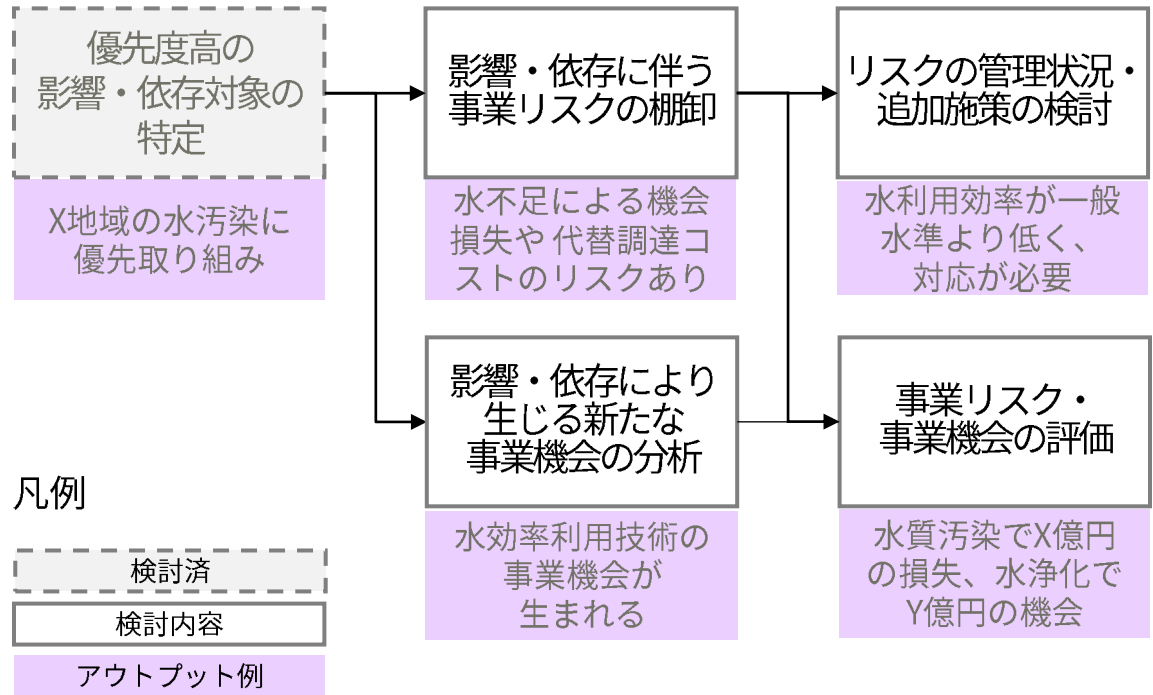 優先度高の
影響・依存対象の
特定
X地域の水汚染に
優先取り組み
影響・依存に伴う
事業リスクの棚卸
水不足による機会
損失や 代替調達コ
ストのリスクあり
リスクの管理状況・
追加施策の検討
水利用効率が一般
水準より低く、
対応が必要
影響・依存により
生じる新たな
事業機会の分析
水効率利用技術の
事業機会が
生まれる
事業リスク・
事業機会の評価
水質汚染でX億円
の損失、水浄化で
Y億円の機会
凡例
検討済
検討内容
アウトプット例